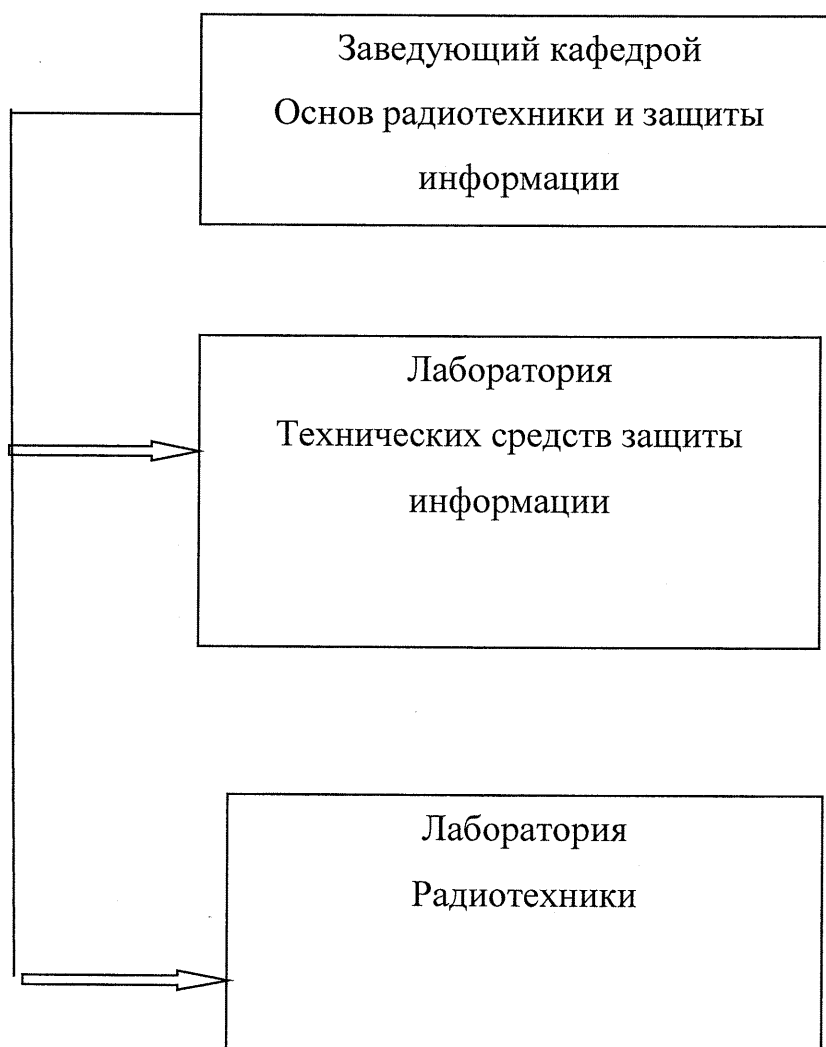 Заведующий кафедрой
Основ радиотехники и защиты
информации
Лаборатория
Технических средств защиты
информации
Лаборатория
Радиотехники